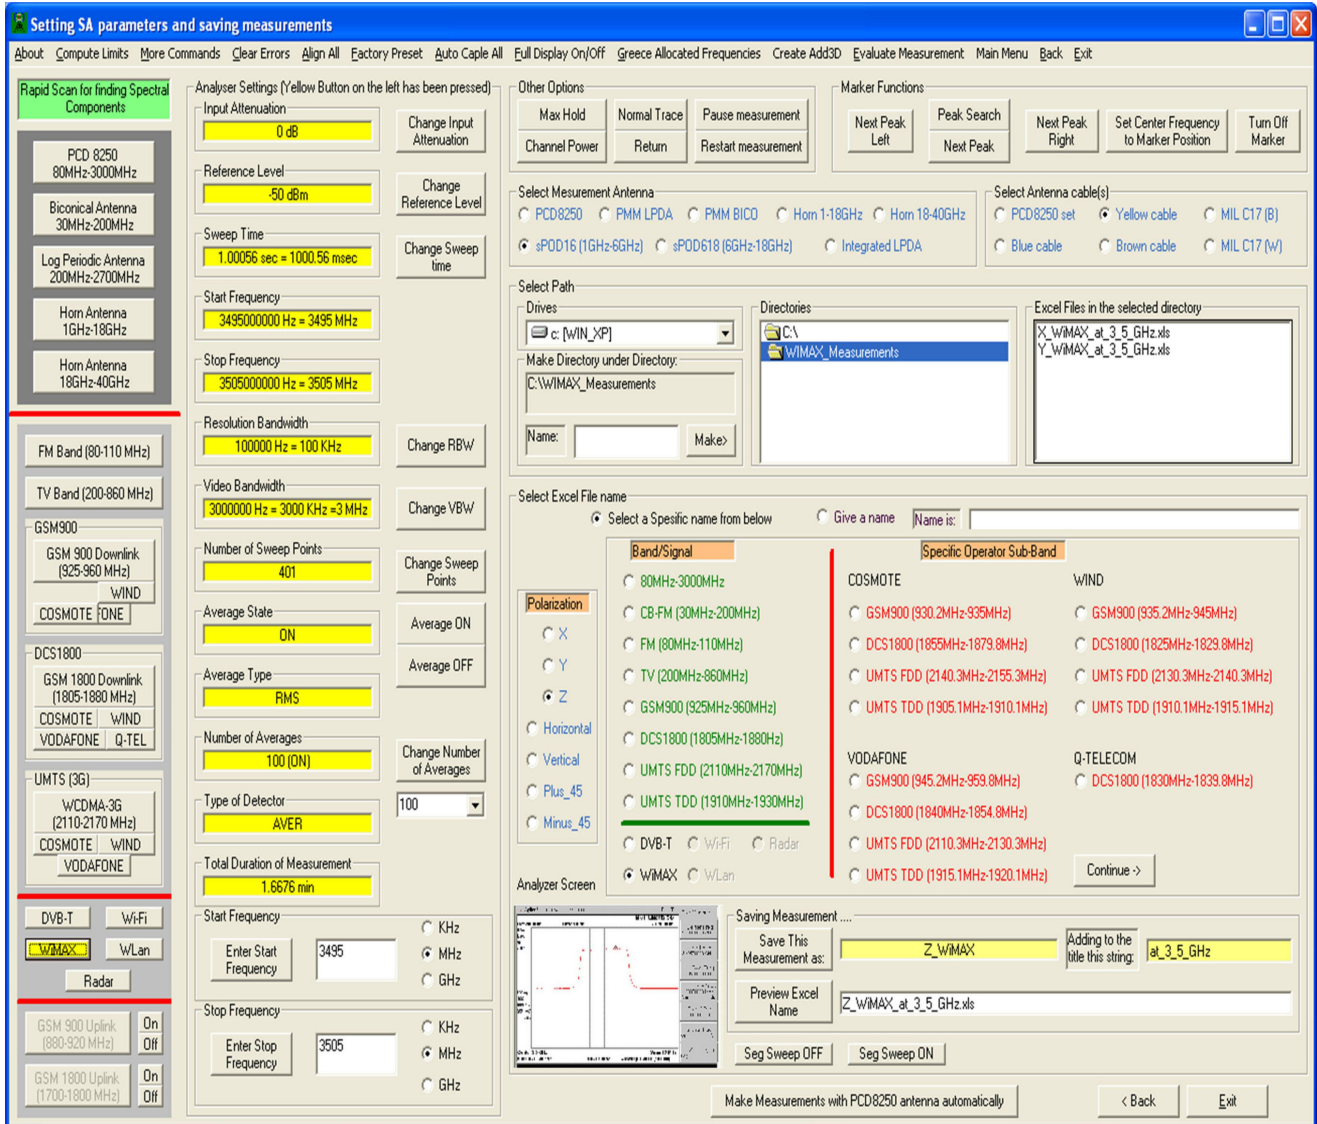 Setting SA parameters and saving measurements
About Compute Limits More Commands Clear Errors Align All Factory Preset Auto Caple All Full Display On/Off Greece Allocated Frequencies Create Add3D Evaluate Measurement Main Menu Back Exit
Rapid Scan for finding Spectral
Components
PCD 8250
80MHz-3000MHz
Biconical Antenna
30MHz-200MHz
Log Periodic Antenna
200MHz-2700MHz
Horn Antenna
1GHz-18GHz
Horn Antenna
18GHz-40GHz
FM Band (80-110 MHz)
TV Band (200-860 MHz)
GSM900
GSM 900 Downlink
(925-960 MHz)
WIND
COSMOTE FONE
DCS1800
GSM 1800 Downlink
(1805-1880 MHz)
COSMOTE WIND
VODAFONE Q-TEL
UMTS (3G)
WCDMA-3G
(2110-2170 MHz)
COSMOTE WIND
VODAFONE
DVB-T Wi-Fi
WiMAX WLan
Radar
GSM 900 Uplink
(880-920 MHz)
On
Off
GSM 1800 Uplink
(1700-1800 MHz)
On
Off
Analyser Settings (Yellow Button on the left has been pressed)
Input Attenuation
0 dB
Change Input
Attenuation
Reference Level
-50 dBm
Change
Reference Level
Sweep Time
1.00056 sec = 1000.56 msec
Change Sweep
time
Start Frequency
3495000000 Hz = 3495 MHz
Stop Frequency
3505000000 Hz = 3505 MHz
Resolution Bandwidth
100000 Hz = 100 KHz
Change RBW
Video Bandwidth
3000000 Hz = 3000 KHz =3 MHz
Change VBW
Number of Sweep Points
401
Change Sweep
Points
Average State
ON
Average ON
Average OFF
Average Type
RMS
Number of Averages
100 (ON)
Change Number
of Averages
Type of Detector
AVER
100
Total Duration of Measurement
1.6676 min
Start Frequency
Enter Start
Frequency
3495
KHz
MHz
GHz
Stop Frequency
Enter Stop
Frequency
3505
KHz
MHz
GHz
Other Options
Max Hold Normal Trace Pause measurement
Channel Power Return Restart measurement
Marker Functions
Next Peak
Left
Peak Search
Next Peak
Next Peak
Right
Set Center Frequency
to Marker Position
Turn Off
Marker
Select Mesurement Antenna
PCD8250 PMM LPDA PMM BICO Horn 1-18GHz Horn 18-40GHz
sPOD16 (1GHz-6GHz) sPOD618 (6GHz-18GHz) Integrated LPDA
Select Antenna cable(s)
PCD8250 set Yellow cable MIL C17 (B)
Blue cable Brown cable MIL C17 (W)
Select Path
Drives
c: [WIN_XP]
Make Directory under Directory:
C:\WIMAX_Measurements
Name: Make>
Directories
C:\
WIMAX_Measurements
Excel Files in the selected directory
X_WiMAX_at_3_5_GHz.xls
Y_WiMAX_at_3_5_GHz.xls
Select Excel File name
Select a Spesific name from below Give a name Name is:
Polarization
X
Y
Z
Horizontal
Vertical
Plus_45
Minus_45
Band/Signal
80MHz-3000MHz
CB-FM (30MHz-200MHz)
FM (80MHz-110MHz)
TV (200MHz-860MHz)
GSM900 (925MHz-960MHz)
DCS1800 (1805MHz-1880Hz)
UMTS FDD (2110MHz-2170MHz)
UMTS TDD (1910MHz-1930MHz)
DVB-T Wi-Fi Radar
WiMAX WLan
Specific Operator Sub-Band
COSMOTE
GSM900 (930.2MHz-935MHz)
DCS1800 (1855MHz-1879.8MHz)
UMTS FDD (2140.3MHz-2155.3MHz)
UMTS TDD (1905.1MHz-1910.1MHz)
WIND
GSM900 (935.2MHz-945MHz)
DCS1800 (1825MHz-1829.8MHz)
UMTS FDD (2130.3MHz-2140.3MHz)
UMTS TDD (1910.1MHz-1915.1MHz)
VODAFONE
GSM900 (945.2MHz-959.8MHz)
DCS1800 (1840MHz-1854.8MHz)
UMTS FDD (2110.3MHz-2130.3MHz)
UMTS TDD (1915.1MHz-1920.1MHz)
Q-TELECOM
DCS1800 (1830MHz-1839.8MHz)
Continue ->
Analyzer Screen
Saving Measurement ....
Save This
Measurement as:
Z_WiMAX
Adding to the
title this string:
at_3_5_GHz
Preview Excel
Name
Z_WiMAX_at_3_5_GHz.xls
Seg Sweep OFF Seg Sweep ON
Make Measurements with PCD8250 antenna automatically
< Back Exit